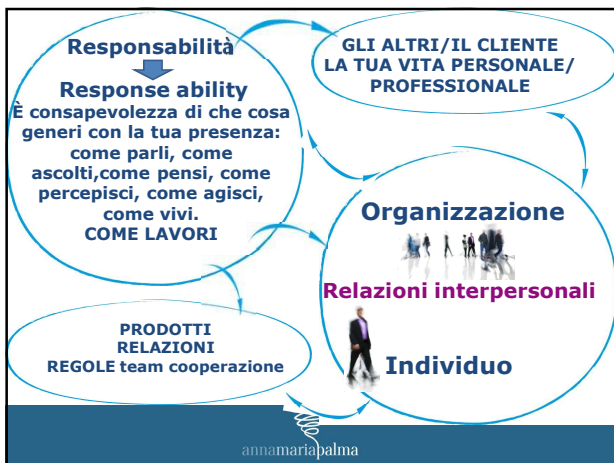 Responsabilità
Response ability
È consapevolezza di che cosa
generi con la tua presenza:
come parli, come
ascolti,come pensi, come
percepisci, come agisci,
come vivi.
COME LAVORI
GLI ALTRI/IL CLIENTE
LA TUA VITA PERSONALE/
PROFESSIONALE
Organizzazione
Relazioni interpersonali
Individuo
PRODOTTI
RELAZIONI
REGOLE team cooperazione
annamariapalma